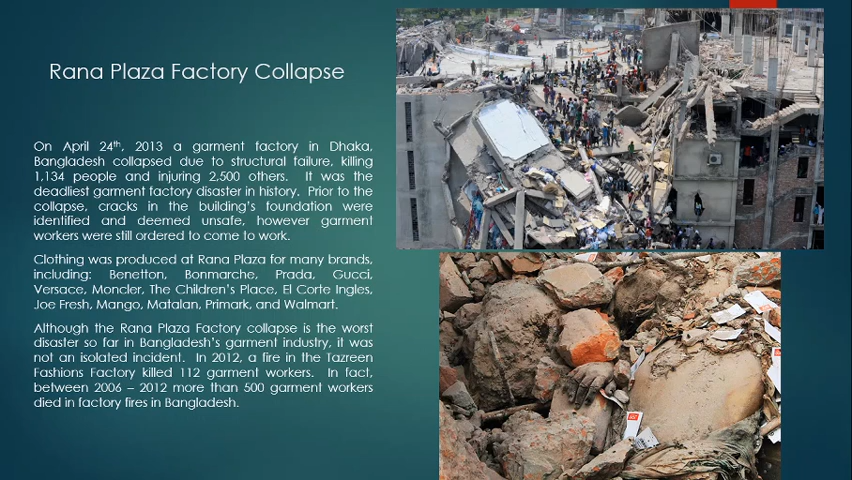 Rana Plaza Factory Collapse
On April 24th, 2013 a garment factory in Dhaka,
Bangladesh collapsed due to structural failure, killing
1,134 people and injuring 2,500 others. It was the
deadliest garment factory disaster in history. Prior to the
collapse, cracks in the building's foundation were
identified and deemed unsafe, however garment
workers were still ordered to come to work.
Clothing was produced at Rana Plaza for many brands,
including: Benetton, Bonmarche, Prada, Gucci,
Versace, Moncler, The Children's Place, El Corte Ingles,
Joe Fresh, Mango, Matalan, Primark, and Walmart.
Although the Rana Plaza Factory collapse is the worst
disaster so far in Bangladesh's garment industry, it was
not an isolated incident. In 2012, a fire in the Tazreen
Fashions Factory killed 112 garment workers. In fact,
between 2006 – 2012 more than 500 garment workers
died in factory fires in Bangladesh.